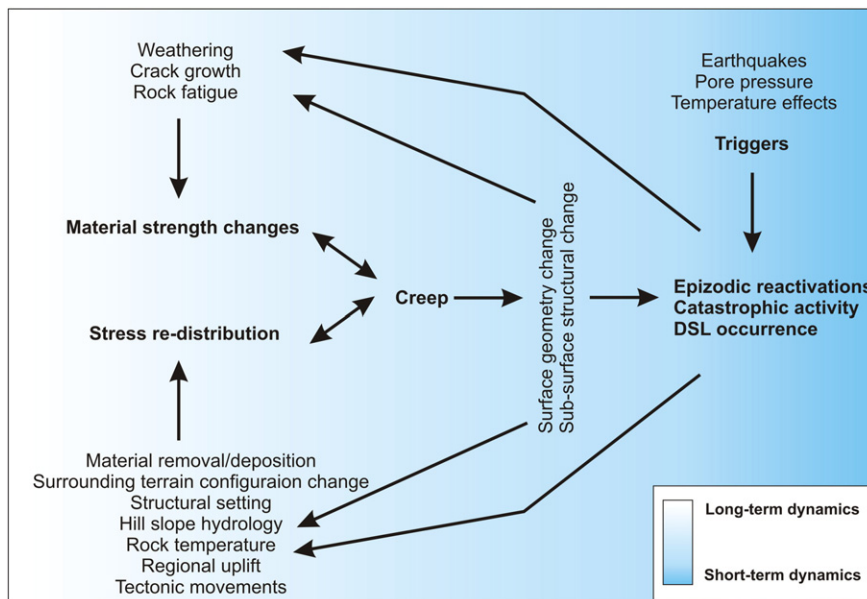 Weathering
Crack growth
Rock fatigue
Earthquakes
Pore pressure
Temperature effects
Triggers
Material strength changes
Creep
Stress re-distribution
Surface geometry change
Sub-surface structural change
Epizodic reactivations
Catastrophic activity
DSL occurrence
Material removal/deposition
Surrounding terrain configuraion change
Structural setting
Hill slope hydrology
Rock temperature
Regional uplift
Tectonic movements
Long-term dynamics
Short-term dynamics